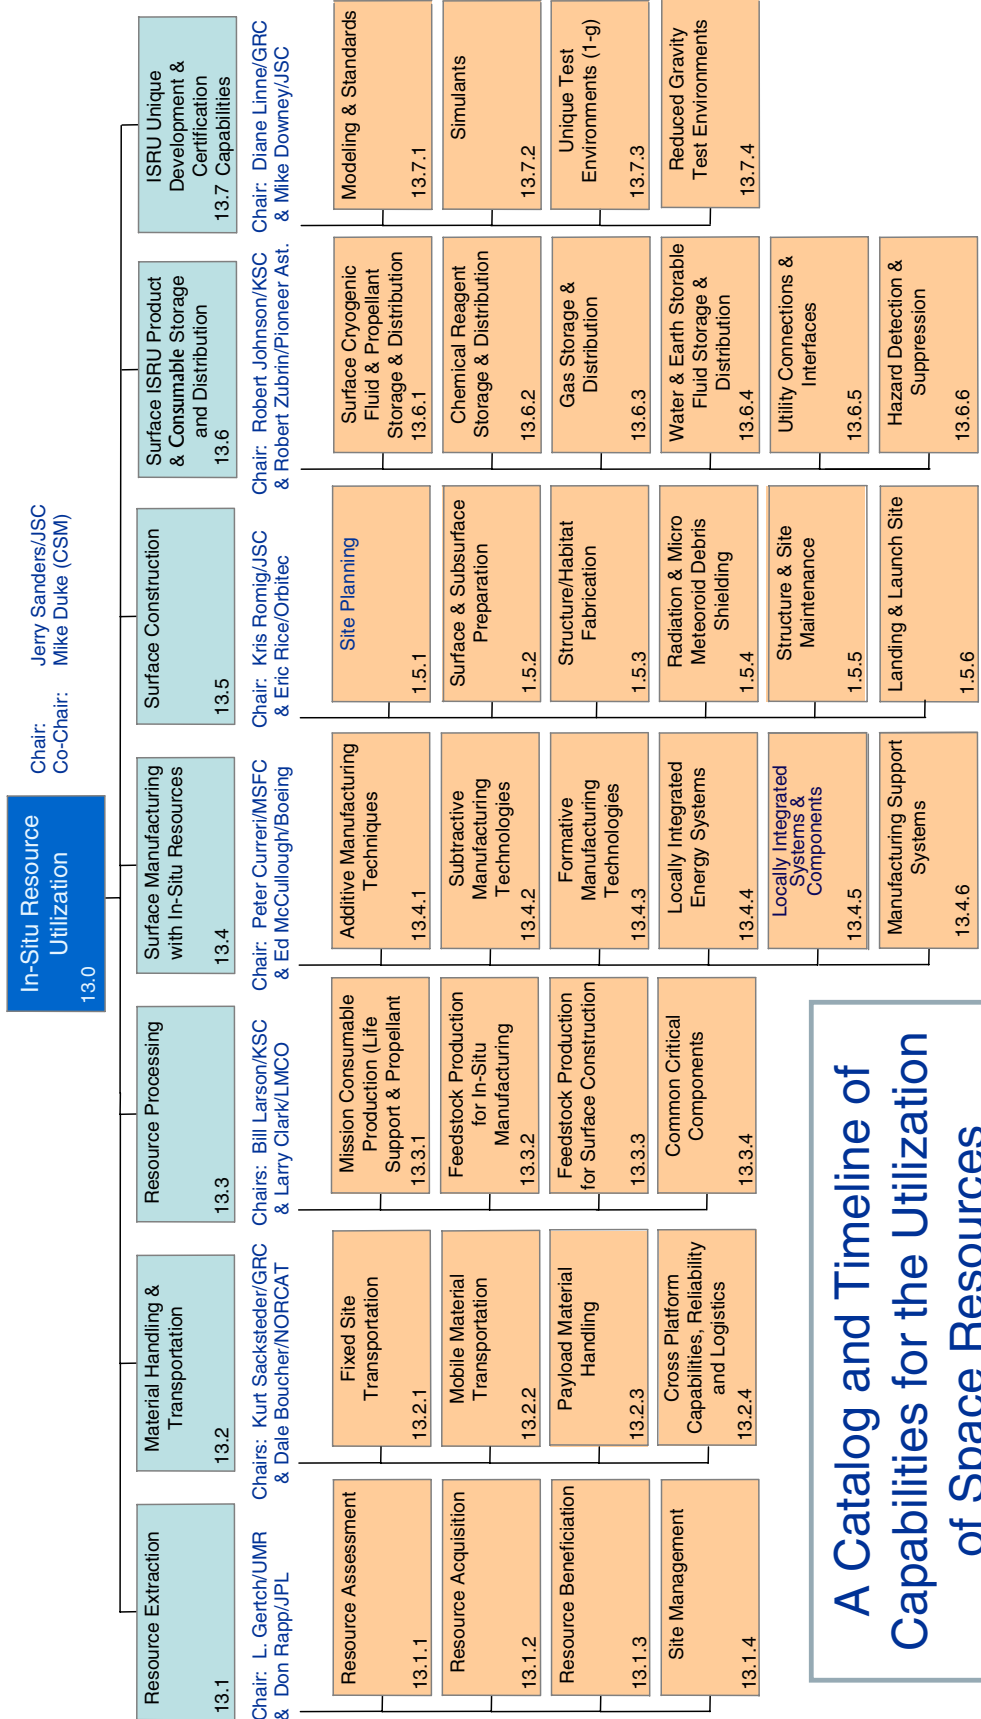 In-Situ Resource
Utilization
13.0
Chair: Jerry Sanders/JSC
Co-Chair: Mike Duke (CSM)
Resource Extraction
13.1
Chair: L. Gertch/UMR
& Don Rapp/JPL
Resource Assessment
13.1.1
Resource Acquisition
13.1.2
Resource Beneficiation
13.1.3
Site Management
13.1.4
Material Handling &
Transportation
13.2
Chairs: Kurt Sacksteder/GRC
& Dale Boucher/NORCAT
Fixed Site
Transportation
13.2.1
Mobile Material
Transportation
13.2.2
Payload Material
Handling
13.2.3
Cross Platform
Capabilities, Reliability
and Logistics
13.2.4
Resource Processing
13.3
Chairs: Bill Larson/KSC
& Larry Clark/LMCO
Mission Consumable
Production (Life
Support & Propellant
13.3.1
Feedstock Production
for In-Situ
Manufacturing
13.3.2
Feedstock Production
for Surface Construction
13.3.3
Common Critical
Components
13.3.4
Surface Manufacturing
with In-Situ Resources
13.4
Chair: Peter Curreri/MSFC
& Ed McCullough/Boeing
Additive Manufacturing
Techniques
13.4.1
Subtractive
Manufacturing
Technologies
13.4.2
Formative
Manufacturing
Technologies
13.4.3
Locally Integrated
Energy Systems
13.4.4
Locally Integrated
Systems &
Components
13.4.5
Manufacturing Support
Systems
13.4.6
Surface Construction
13.5
Chair: Kris Romig/JSC
& Eric Rice/Orbitec
Site Planning
1.5.1
Surface & Subsurface
Preparation
1.5.2
Structure/Habitat
Fabrication
1.5.3
Radiation & Micro
Meteoroid Debris
Shielding
1.5.4
Structure & Site
Maintenance
1.5.5
Landing & Launch Site
1.5.6
Surface ISRU Product
& Consumable Storage
and Distribution
13.6
Chair: Robert Johnson/KSC
& Robert Zubrin/Pioneer Ast.
Surface Cryogenic
Fluid & Propellant
Storage & Distribution
13.6.1
Chemical Reagent
Storage & Distribution
13.6.2
Gas Storage &
Distribution
13.6.3
Water & Earth Storable
Fluid Storage &
Distribution
13.6.4
Utility Connections &
Interfaces
13.6.5
Hazard Detection &
Suppression
13.6.6
ISRU Unique
Development &
Certification
13.7 Capabilities
Chair: Diane Linne/GRC
& Mike Downey/JSC
Modeling & Standards
13.7.1
Simulants
13.7.2
Unique Test
Environments (1-g)
13.7.3
Reduced Gravity
Test Environments
13.7.4
A Catalog and Timeline of
Capabilities for the Utilization
of Space Resources